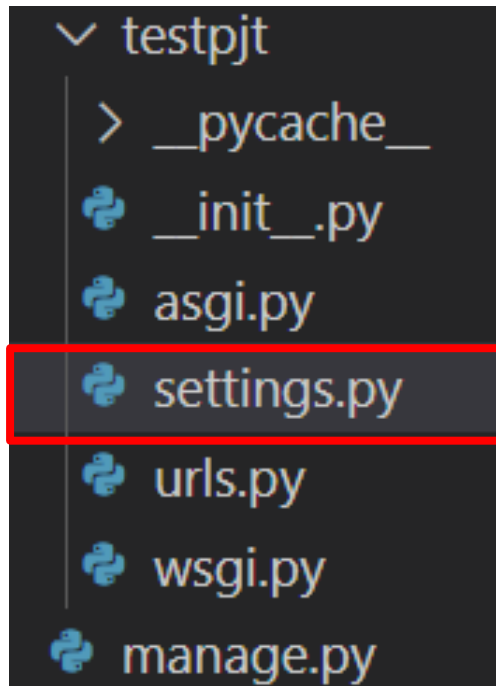 testpjt
__pycache__
__init__.py
asgi.py
settings.py
urls.py
wsgi.py
manage.py